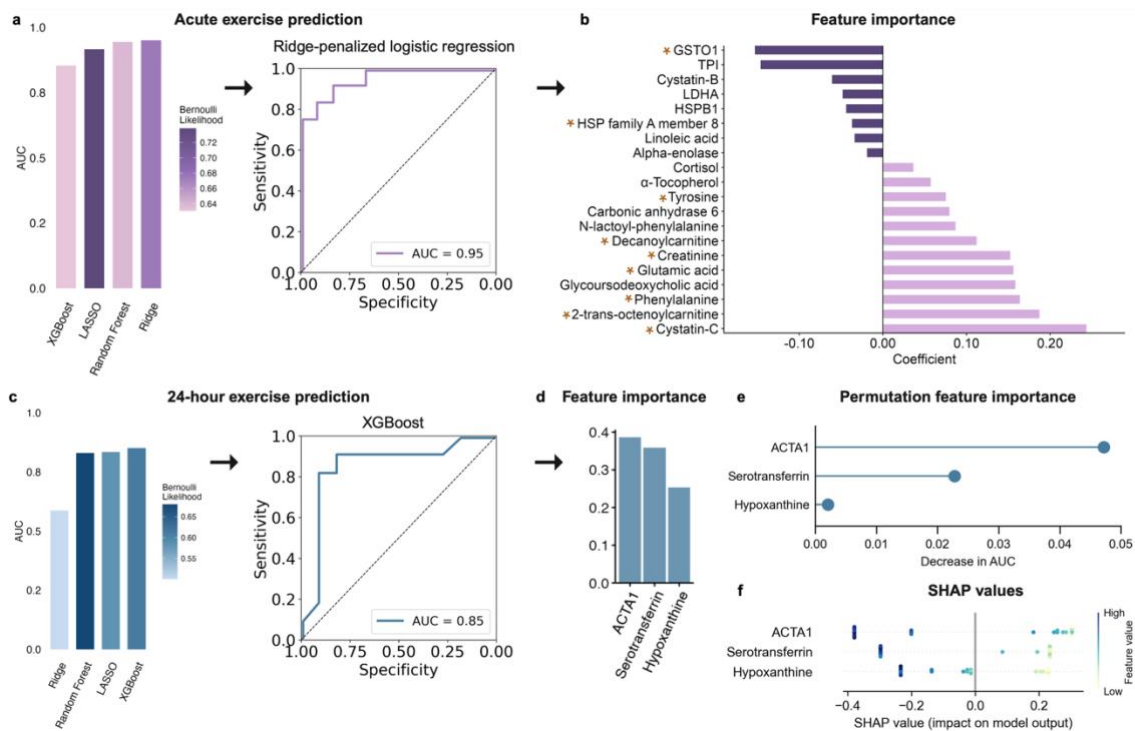 a Acute exercise prediction
1.0
0.8
0.5
0.2
0.0
AUC
XGBoost
LASSO
Random Forest
Ridge
Bernoulli
Likelihood
0.72
0.70
0.68
0.66
0.64
Ridge-penalized logistic regression
1.0
0.8
0.6
0.4
0.2
0.0
Sensitivity
AUC = 0.95
1.00 0.75 0.50 0.25 0.00
Specificity
b Feature importance
GSTO1
TPI
Cystatin-B
LDHA
HSPB1
HSP family A member 8
Linoleic acid
Alpha-enolase
Cortisol
α-Tocopherol
Tyrosine
Carbonic anhydrase 6
N-lactoyl-phenylalanine
Decanoylcarnitine
Creatinine
Glutamic acid
Glycoursodeoxycholic acid
Phenylalanine
2-trans-octenoylcarnitine
Cystatin-C
-0.10 0.00 0.10 0.20
Coefficient
c 24-hour exercise prediction
1.0
0.8
0.5
0.2
0.0
AUC
Ridge
Random Forest
LASSO
XGBoost
Bernoulli
Likelihood
0.65
0.60
0.55
XGBoost
1.0
0.8
0.6
0.4
0.2
0.0
Sensitivity
AUC = 0.85
1.00 0.75 0.50 0.25 0.00
Specificity
d Feature importance
0.4
0.3
0.2
0.1
0.0
ACTA1
Serotransferrin
Hypoxanthine
e Permutation feature importance
ACTA1
Serotransferrin
Hypoxanthine
0.00 0.01 0.02 0.03 0.04 0.05
Decrease in AUC
f SHAP values
ACTA1
Serotransferrin
Hypoxanthine
High
Feature value
Low
−0.4 −0.2 0 0.2
SHAP value (impact on model output)